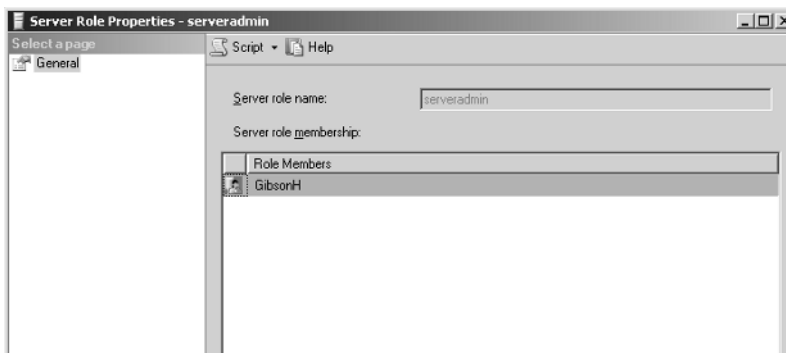 Server Role Properties - serveradmin
Select a page
General
Script
Help
Server role name:
serveradmin
Server role membership:
Role Members
GibsonH